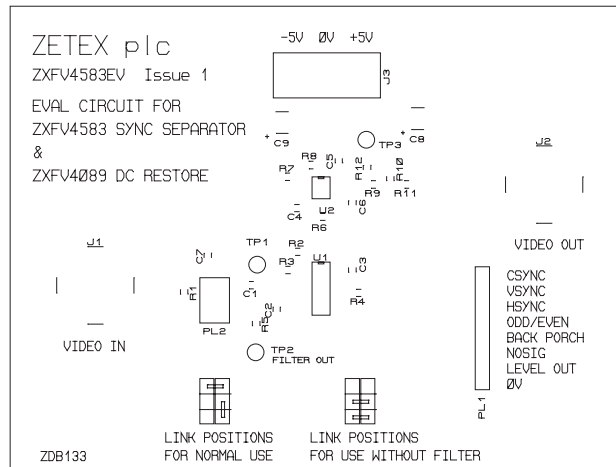 ZETEX plc
ZXFV4583EV Issue 1
EVAL CIRCUIT FOR
ZXFV4583 SYNC SEPARATOR
&
ZXFV4089 DC RESTORE
-5V 0V +5V
J3
C9
TP3
C8
J2
R8
C5
R12
R10
R7
R9
R11
U2
C4
C6
R6
VIDEO OUT
J1
C7
TP1
R2
R3
U1
C3
R1
C1
R4
C2
R5
PL2
VIDEO IN
TP2
FILTER OUT
CSYNC
VSYNC
HSYNC
ODD/EVEN
BACK PORCH
NOSIG
LEVEL OUT
0V
PL1
LINK POSITIONS
FOR NORMAL USE
LINK POSITIONS
FOR USE WITHOUT FILTER
ZDB133